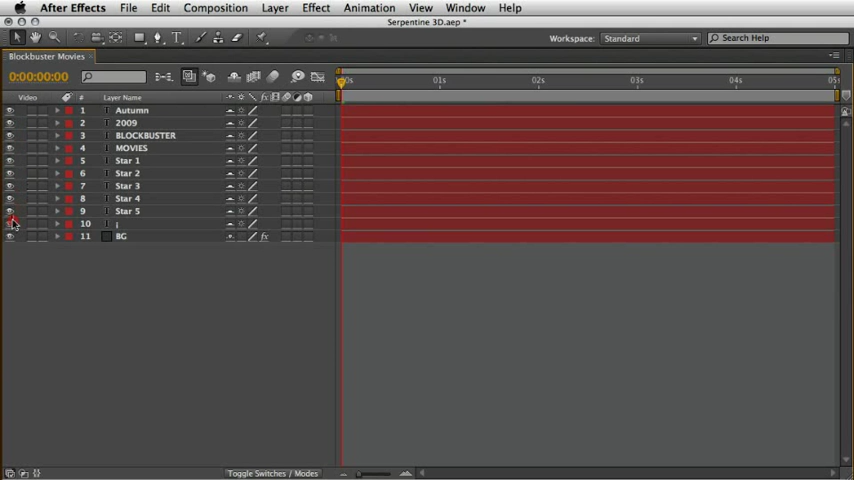 After Effects File Edit Composition Layer Effect Animation View Window Help
Serpentine 3D.aep *
Workspace: Standard Search Help
Blockbuster Movies
0:00:00:00
01s 02s 03s 04s 05s
Video # Layer Name fx
1 T Autumn
2 T 2009
3 T BLOCKBUSTER
4 T MOVIES
5 T Star 1
6 T Star 2
7 T Star 3
8 T Star 4
9 T Star 5
10 T ¡
11 BG fx
Toggle Switches / Modes